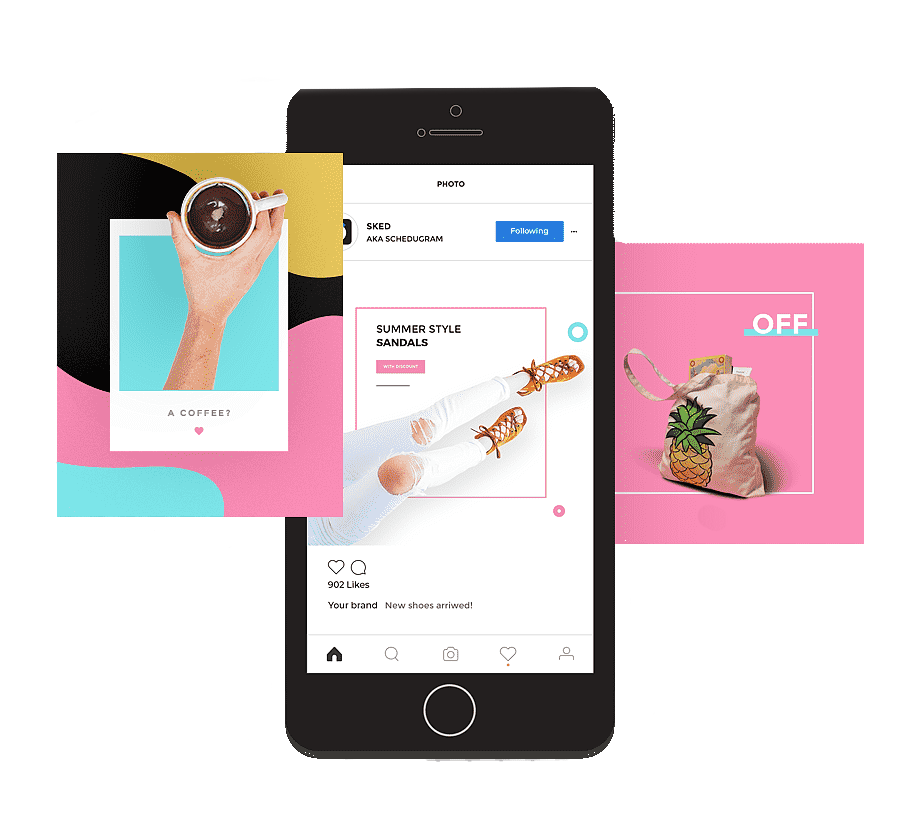 PHOTO
SKED
AKA SCHEDUGRAM
Following
A COFFEE?
SUMMER STYLE
SANDALS
WITH DISCOUNT
OFF
902 Likes
Your brand New shoes arriwed!